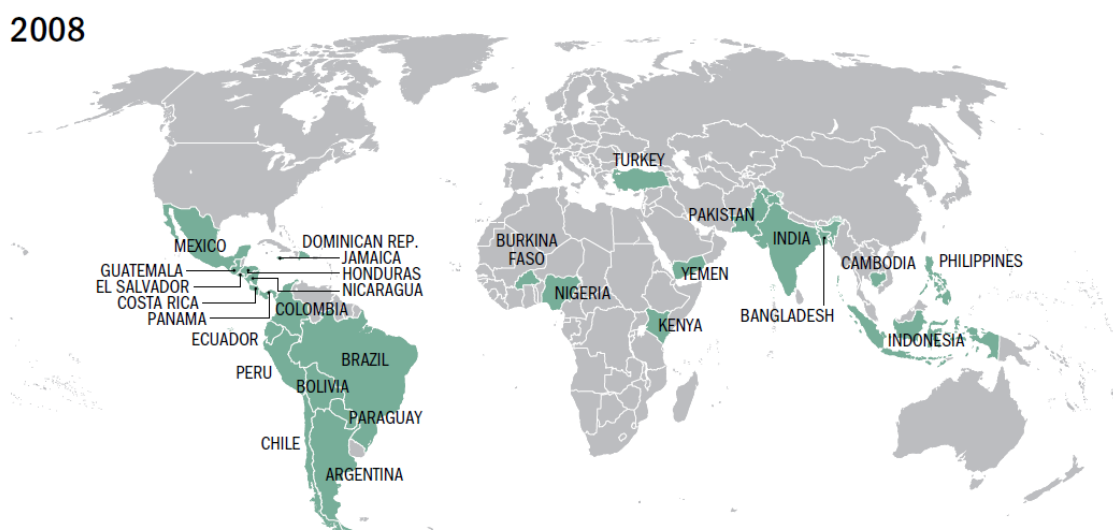 2008
TURKEY
PAKISTAN
MEXICO
DOMINICAN REP.
JAMAICA
BURKINA
FASO
INDIA
GUATEMALA
HONDURAS
CAMBODIA
PHILIPPINES
EL SALVADOR
NICARAGUA
YEMEN
NIGERIA
COSTA RICA
PANAMA
COLOMBIA
KENYA
BANGLADESH
ECUADOR
INDONESIA
BRAZIL
PERU
BOLIVIA
PARAGUAY
CHILE
ARGENTINA